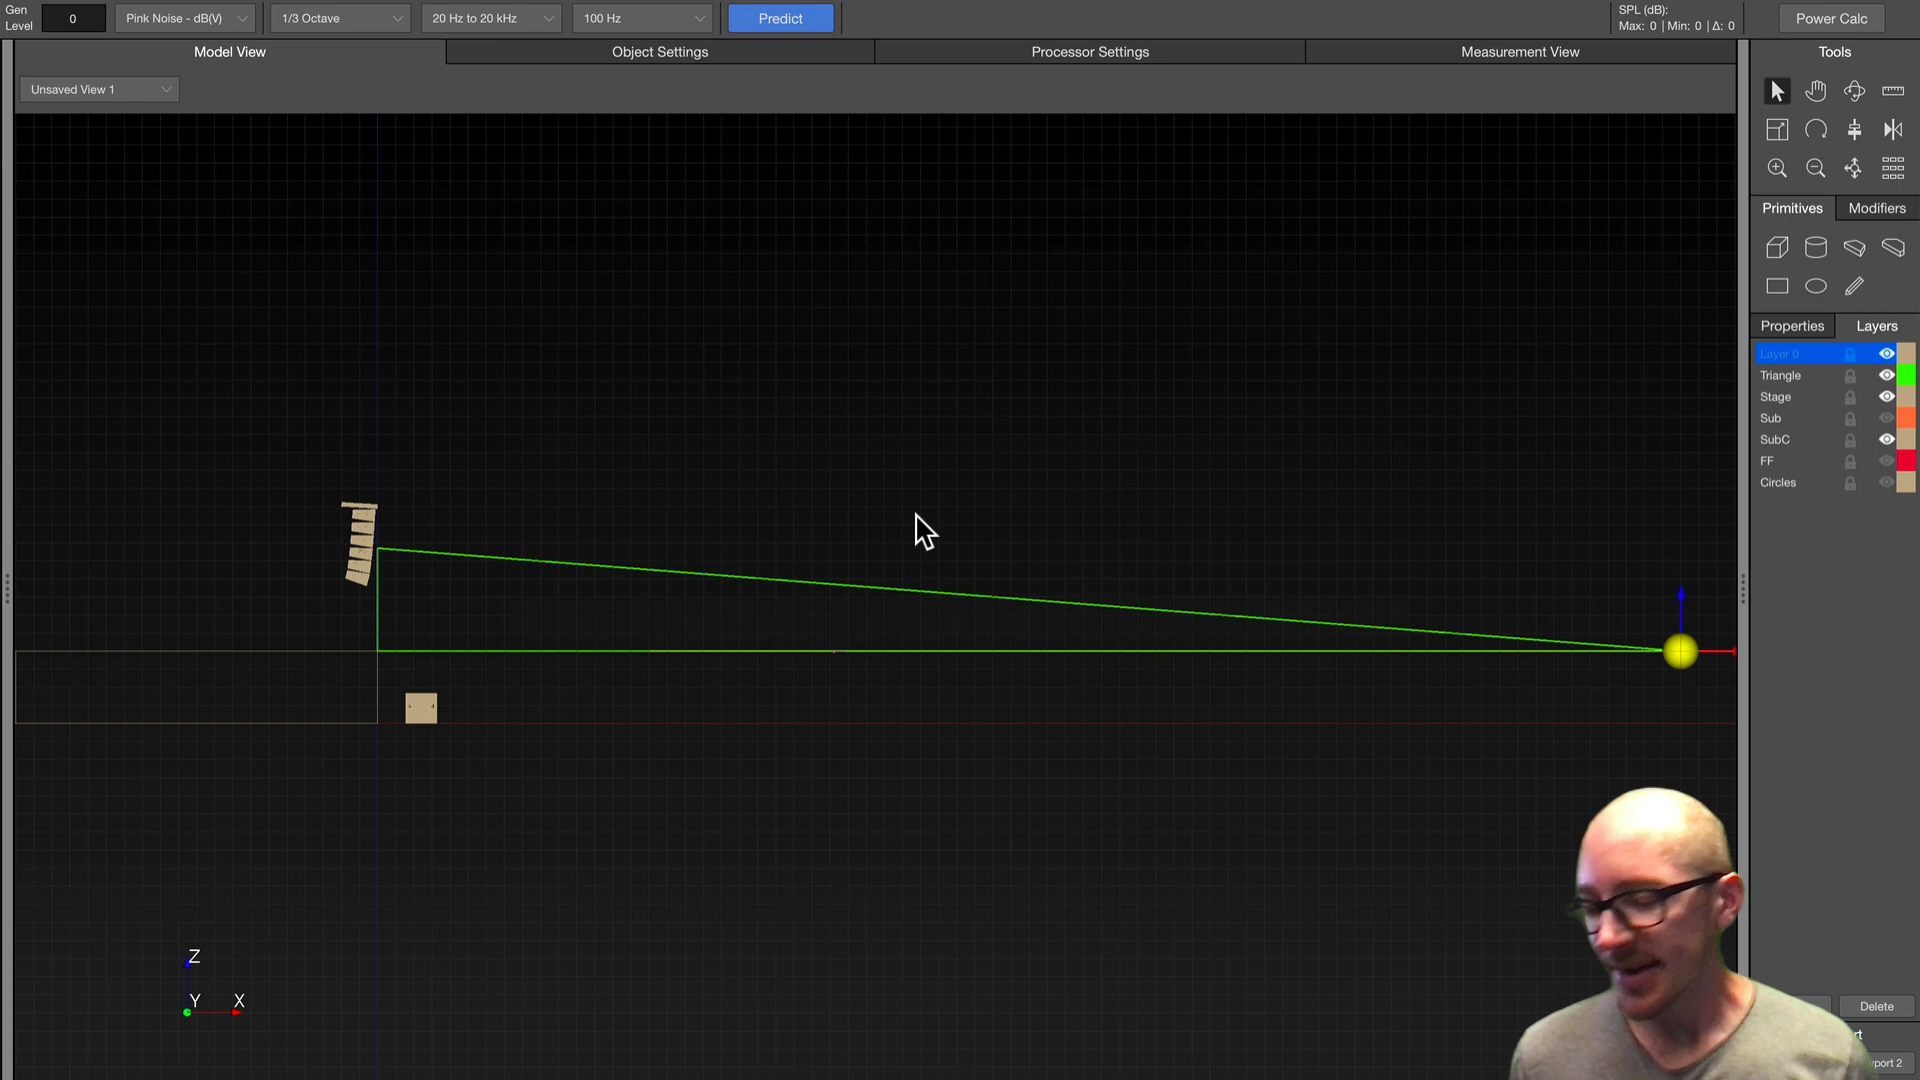 Gen
Level
0
Pink Noise - dB(V)
1/3 Octave
20 Hz to 20 kHz
100 Hz
Predict
SPL (dB):
Max: 0 | Min: 0 | Δ: 0
Power Calc
Model View
Object Settings
Processor Settings
Measurement View
Tools
Unsaved View 1
Primitives
Modifiers
Properties
Layers
Layer 0
Triangle
Stage
Sub
SubC
FF
Circles
Z
Y
X
Delete